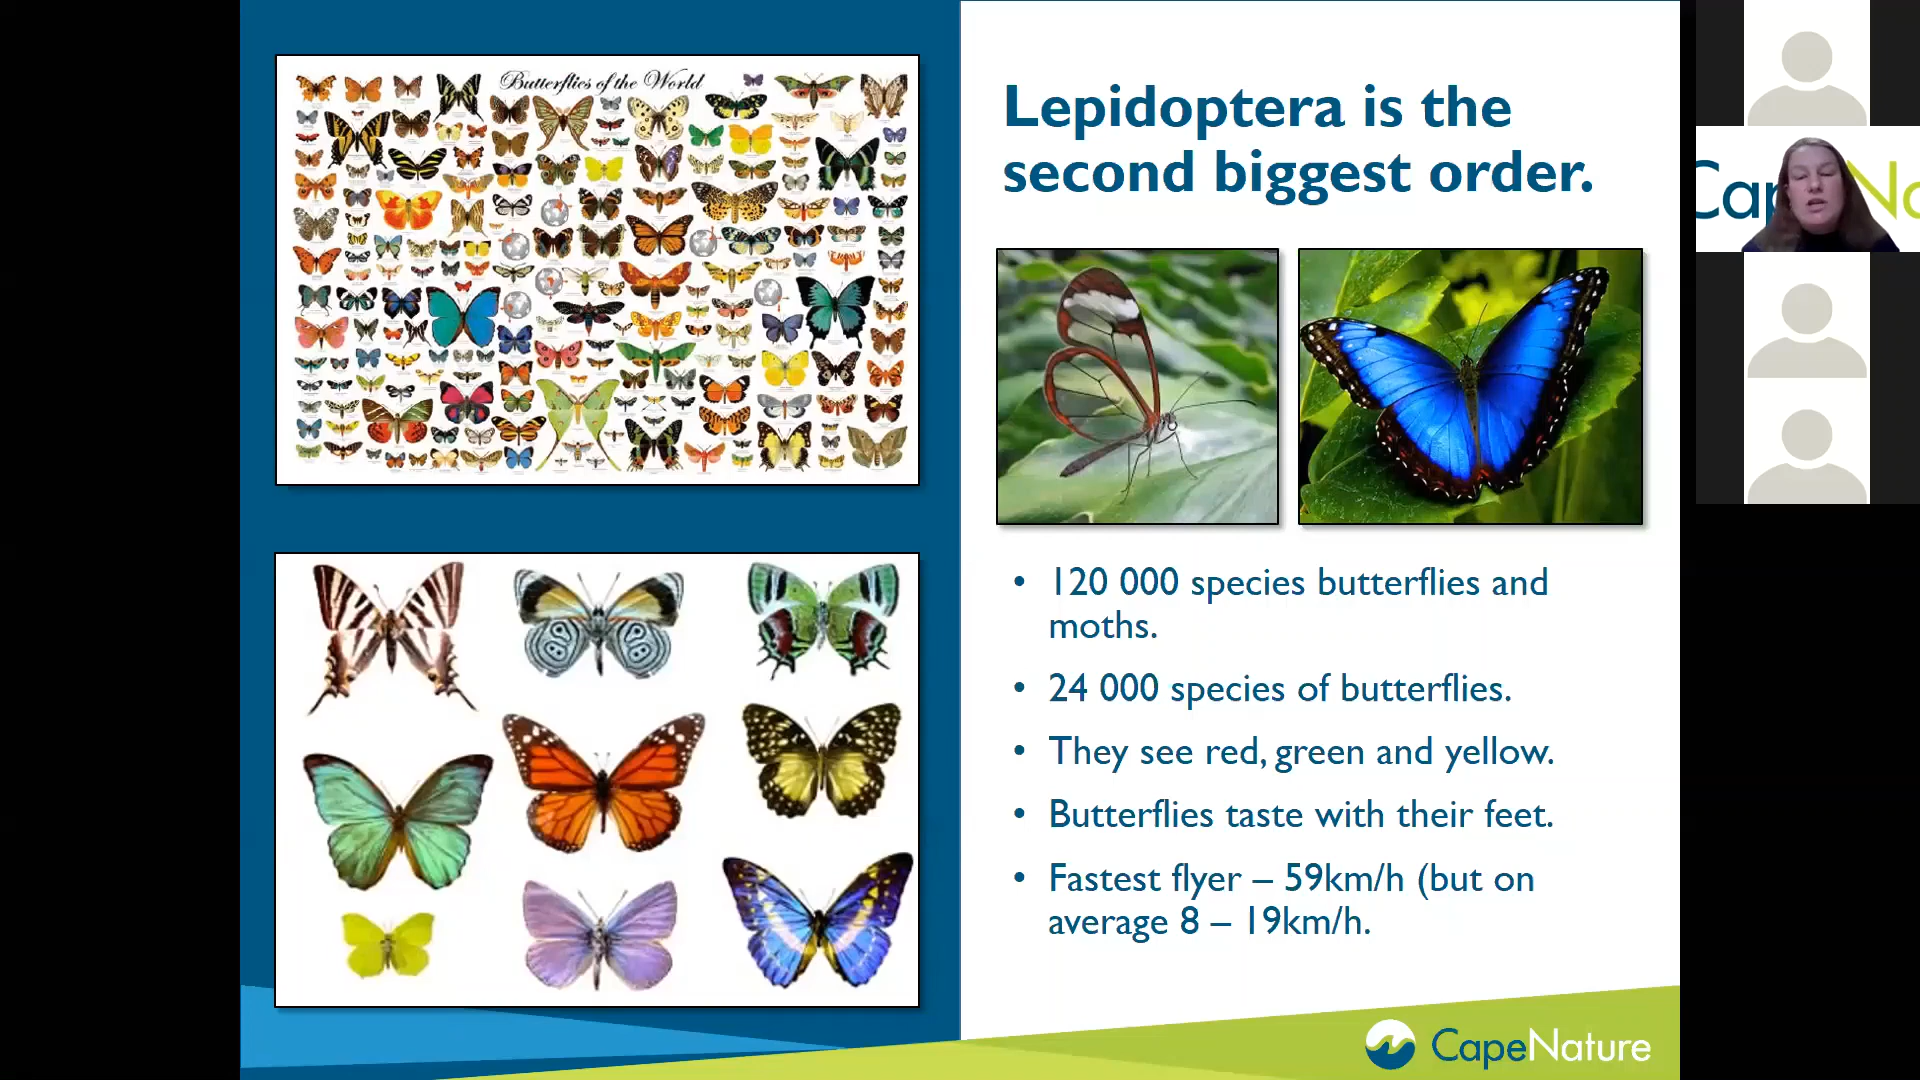 Butterflies of the World
Lepidoptera is the
second biggest order.
• 120 000 species butterflies and
moths.
• 24 000 species of butterflies.
• They see red, green and yellow.
• Butterflies taste with their feet.
• Fastest flyer – 59km/h (but on
average 8 – 19km/h.
CapeNature
Cape Na